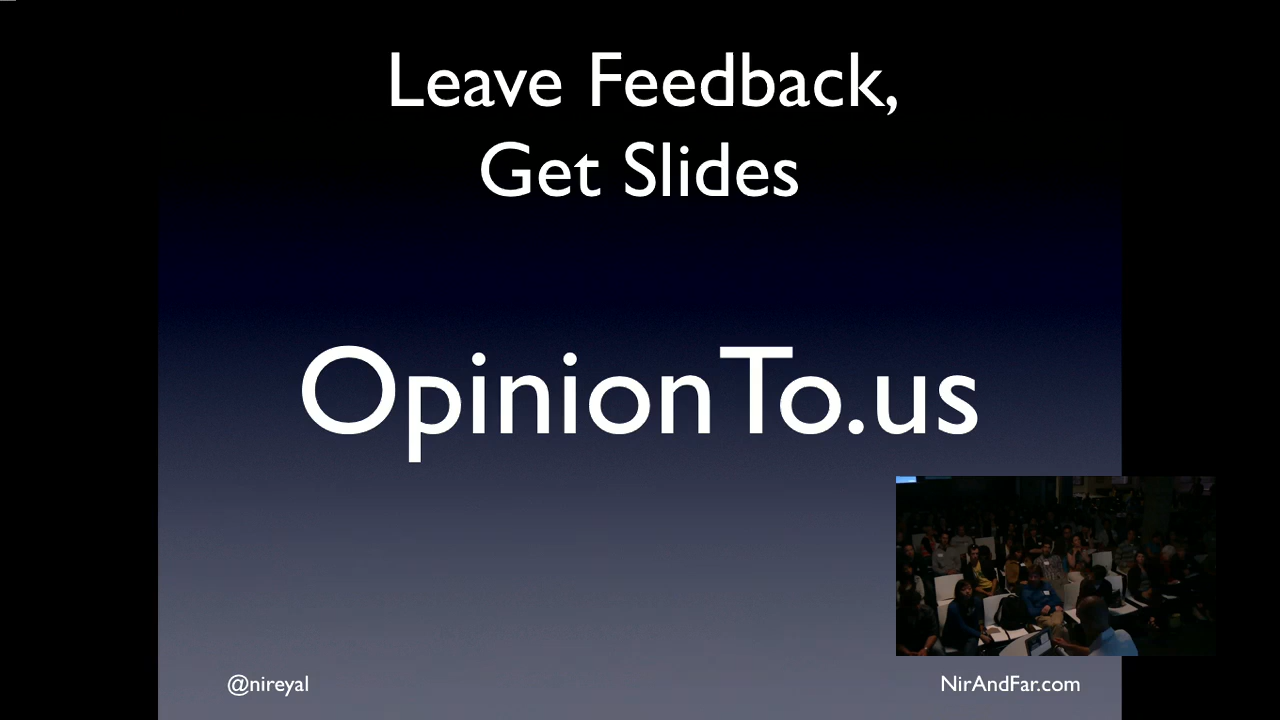 Leave Feedback,
Get Slides
OpinionTo.us
@nireyal
NirAndFar.com